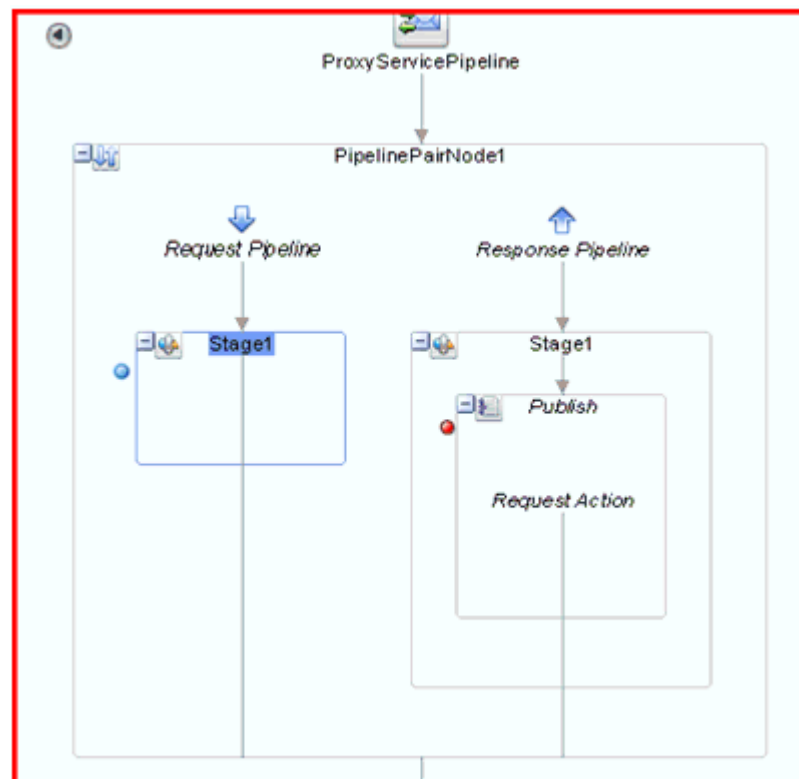 ProxyServicePipeline
PipelinePairNode1
Request Pipeline
Response Pipeline
Stage1
Stage1
Publish
Request Action